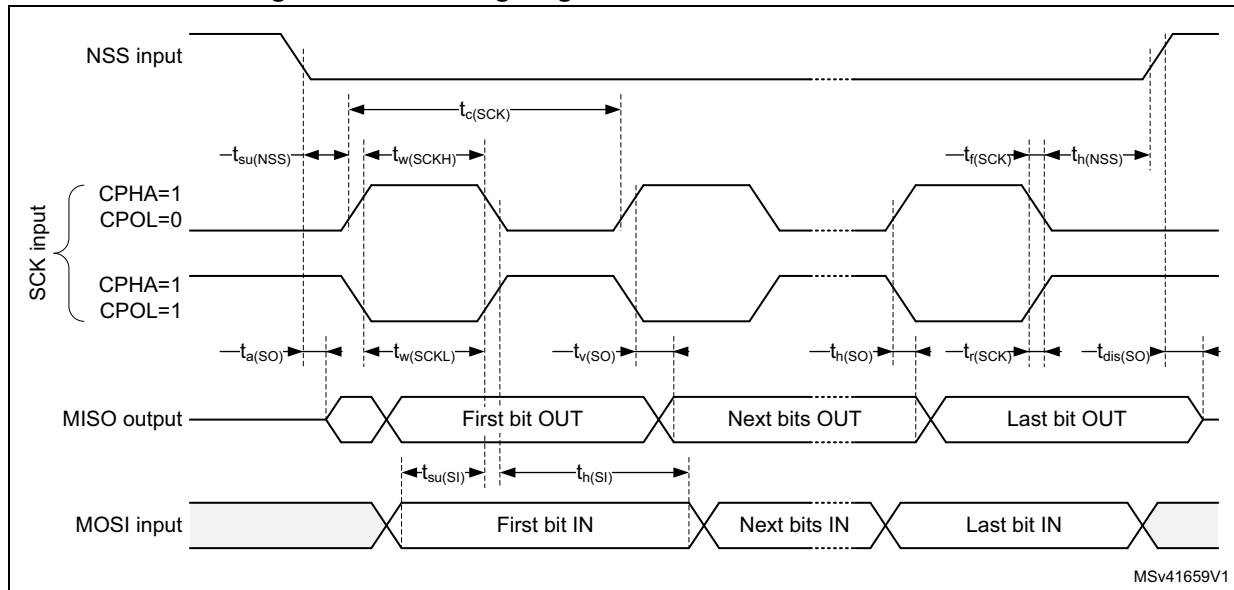 NSS input
tc(SCK)
tsu(NSS) tw(SCKH) tf(SCK) th(NSS)
SCK input
CPHA=1
CPOL=0
CPHA=1
CPOL=1
ta(SO) tw(SCKL) tv(SO) th(SO) tr(SCK) tdis(SO)
MISO output First bit OUT Next bits OUT Last bit OUT
tsu(SI) th(SI)
MOSI input First bit IN Next bits IN Last bit IN
MSv41659V1